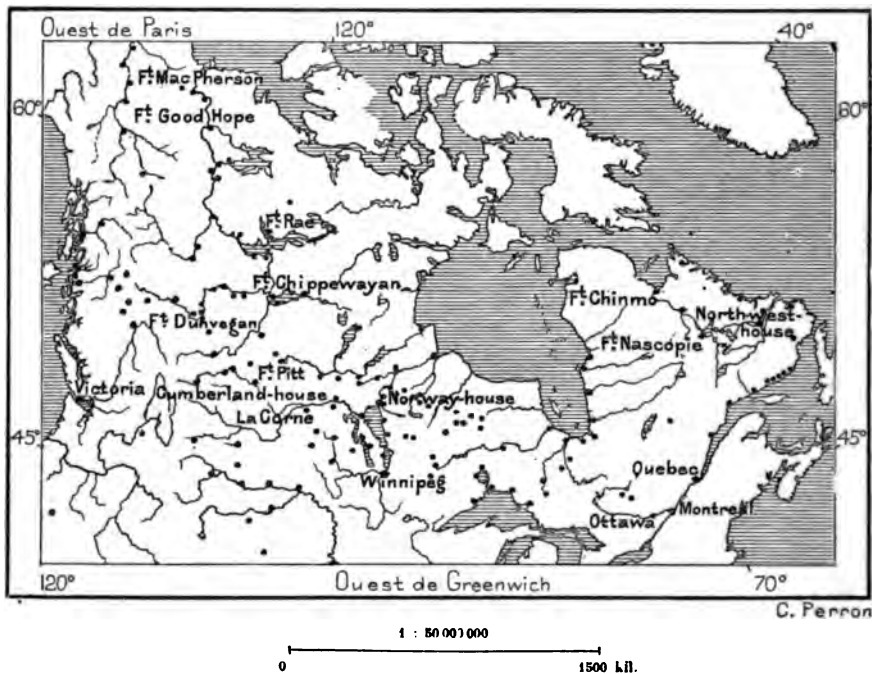 Ouest de Paris 120° 40°
Ft. MacPherson
60° 60°
Ft. Good Hope
Ft. Rae
Ft. Chippewayan
Ft. Chinmo
Ft. Dunvegan
Northwest-
house
Ft. Nascopie
Ft. Pitt
Victoria
Cumberland-house
Norway-house
La Corne
45° 45°
Quebec
Winnipeg
Ottawa
Montreal
120° Ouest de Greenwich 70°
C. Perron
1 : 50 000 000
0 1500 kil.